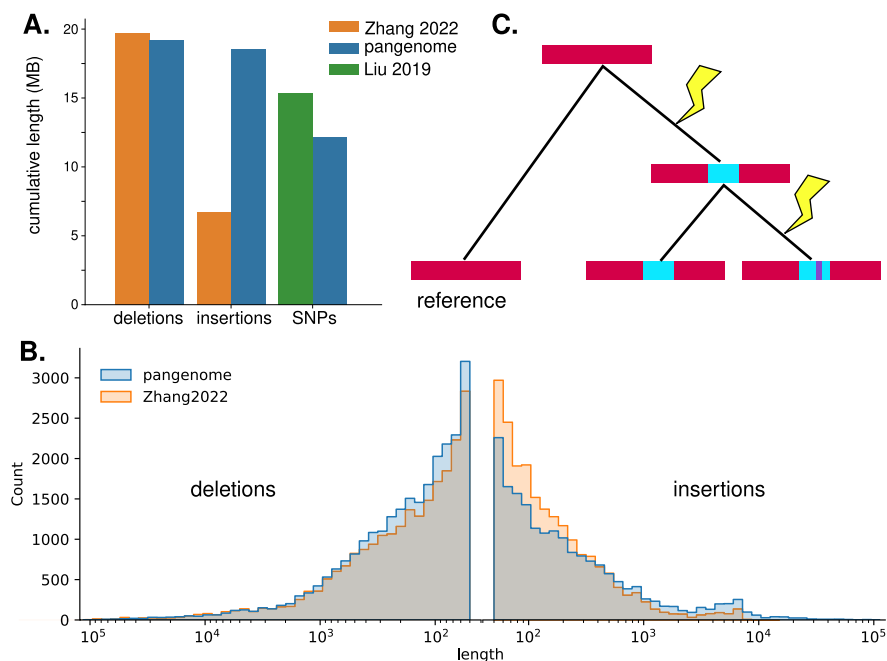 A.
Zhang 2022
pangenome
Liu 2019
cumulative length (MB)
20
15
10
5
0
deletions insertions SNPs
C.
reference
B.
pangenome
Zhang2022
Count
3000
2500
2000
1500
1000
500
0
deletions
insertions
10⁵ 10⁴ 10³ 10² 10² 10³ 10⁴ 10⁵
length